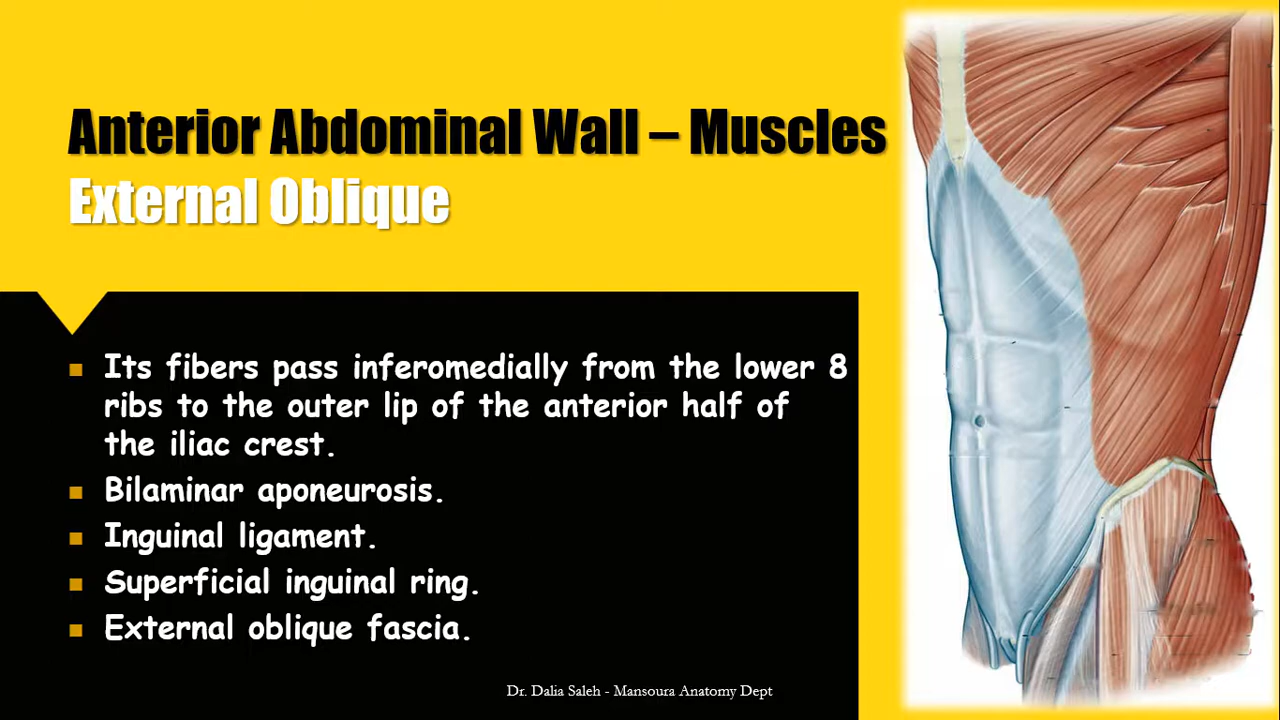 Anterior Abdominal Wall – Muscles
External Oblique
Its fibers pass inferomedially from the lower 8
ribs to the outer lip of the anterior half of
the iliac crest.
Bilaminar aponeurosis.
Inguinal ligament.
Superficial inguinal ring.
External oblique fascia.
Dr. Dalia Saleh - Mansoura Anatomy Dept